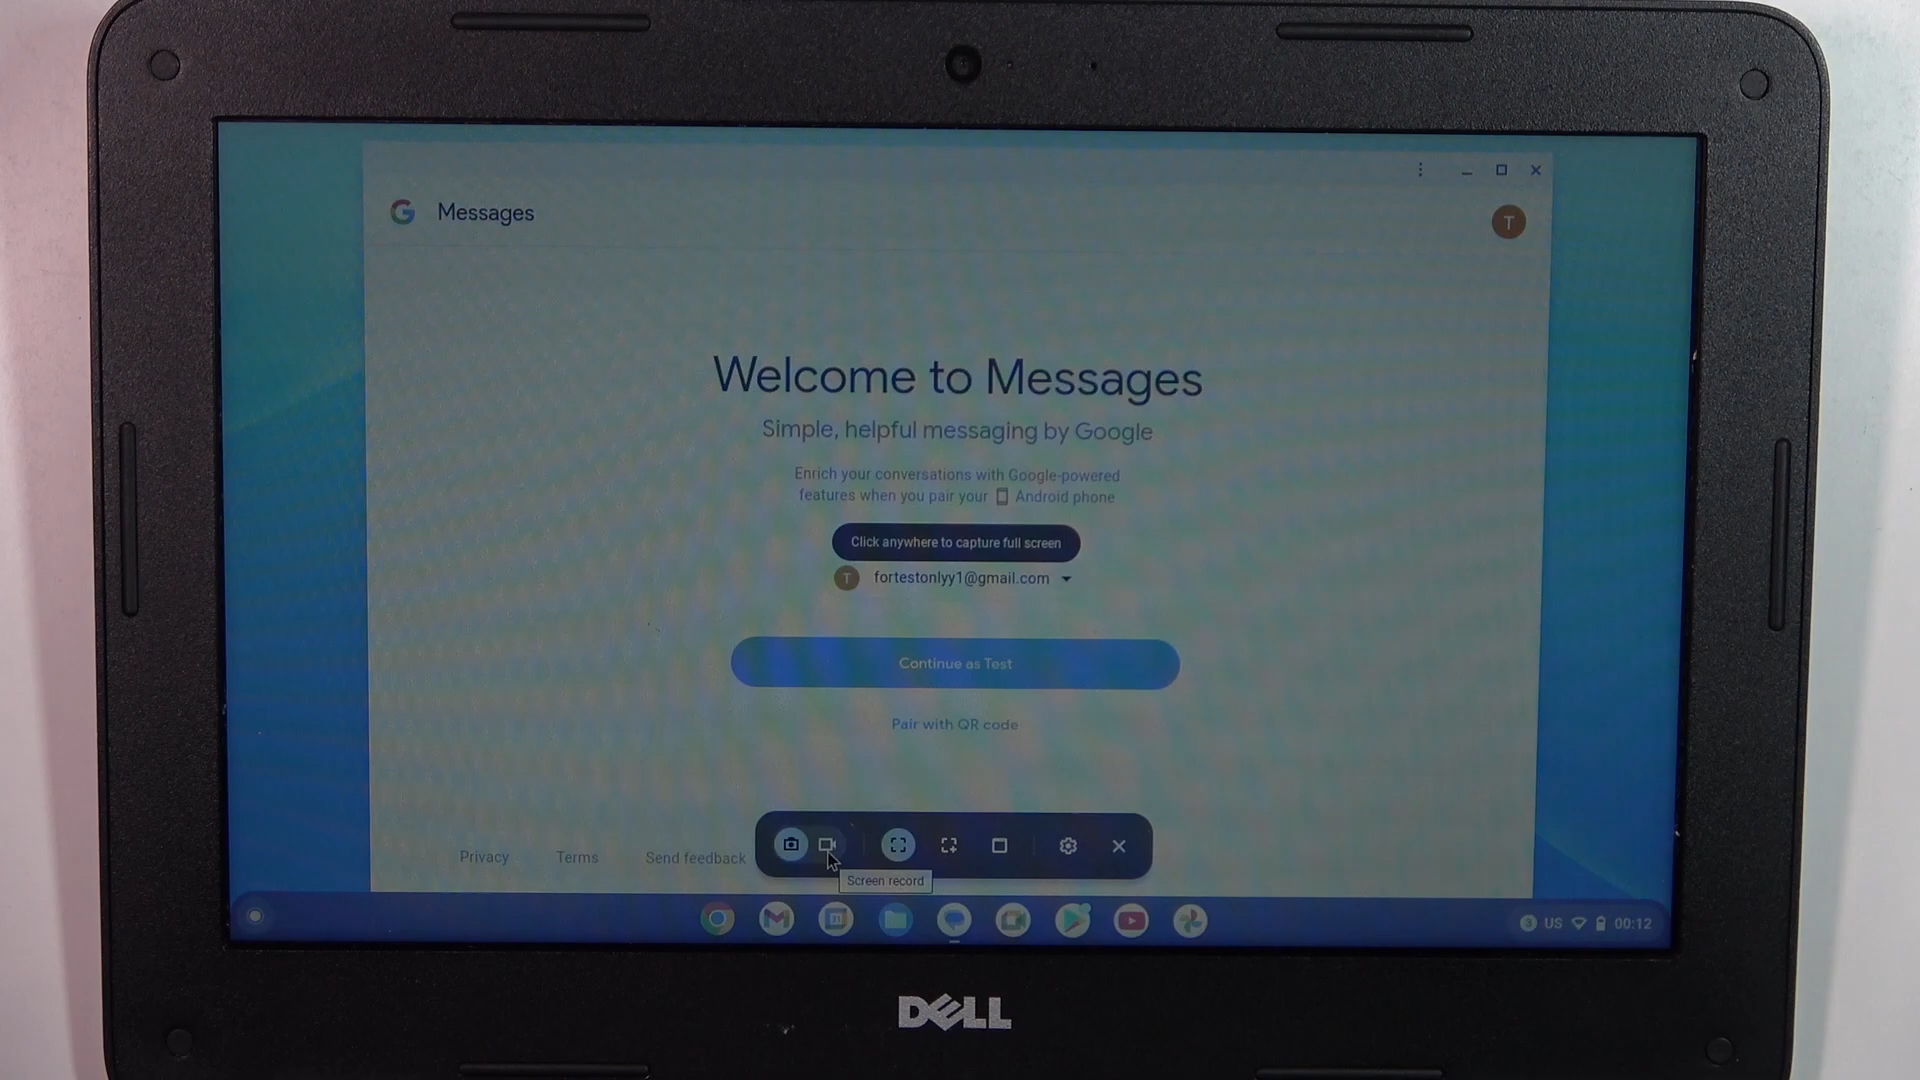 Messages
T
Welcome to Messages
Simple, helpful messaging by Google
Enrich your conversations with Google-powered
features when you pair your Android phone
Click anywhere to capture full screen
T fortestonlyy1@gmail.com
Continue as Test
Pair with QR code
Privacy Terms Send feedback
Screen record
31
3 US 00:12
DELL